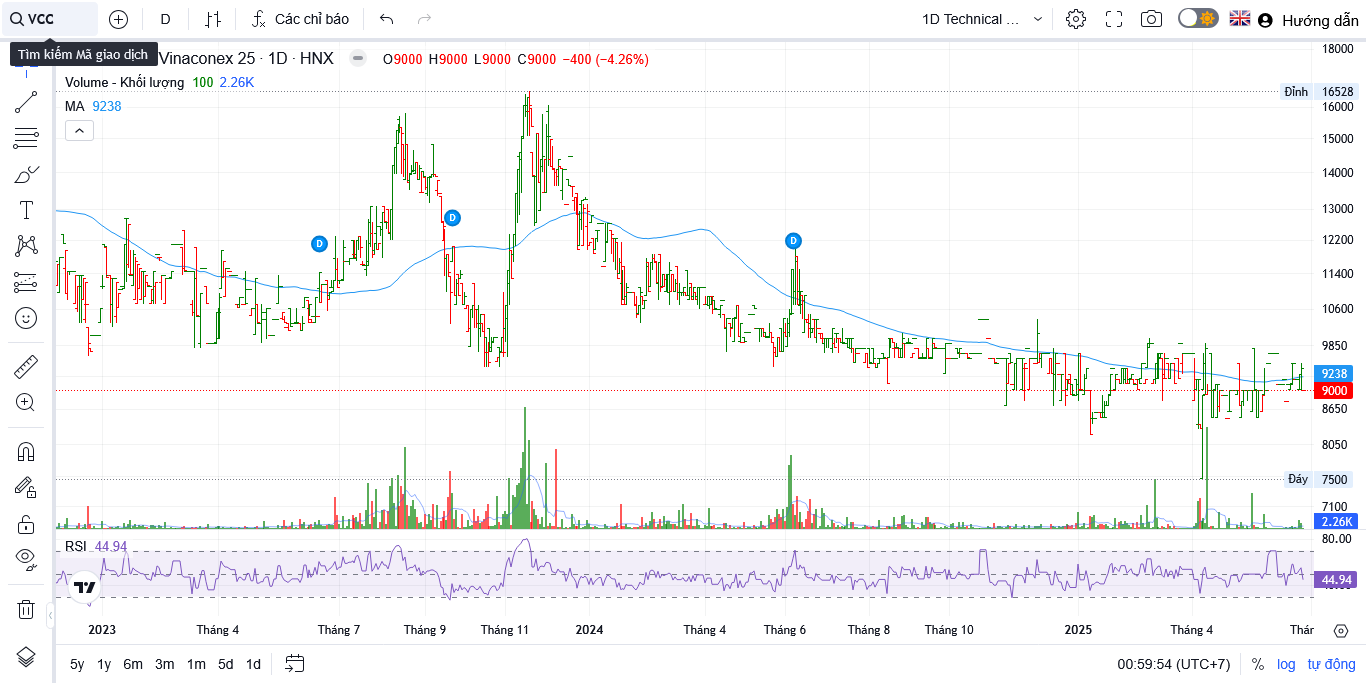 VCC
D
Các chỉ báo
1D Technical ...
Hướng dẫn
Tìm kiếm Mã giao dịch
Vinaconex 25 · 1D · HNX
O9000 H9000 L9000 C9000 −400 (−4.26%)
Volume - Khối lượng 100 2.26K
MA 9238
18000
Đỉnh 16528
16000
15000
14000
13000
12200
11400
10600
9850
9238
9000
8650
8050
Đáy 7500
7100
2.26K
D
D
D
RSI 44.94
80.00
44.94
2023
Tháng 4
Tháng 7
Tháng 9
Tháng 11
2024
Tháng 4
Tháng 6
Tháng 8
Tháng 10
2025
Tháng 4
Thár
5y 1y 6m 3m 1m 5d 1d
00:59:54 (UTC+7)
%
log
tự động